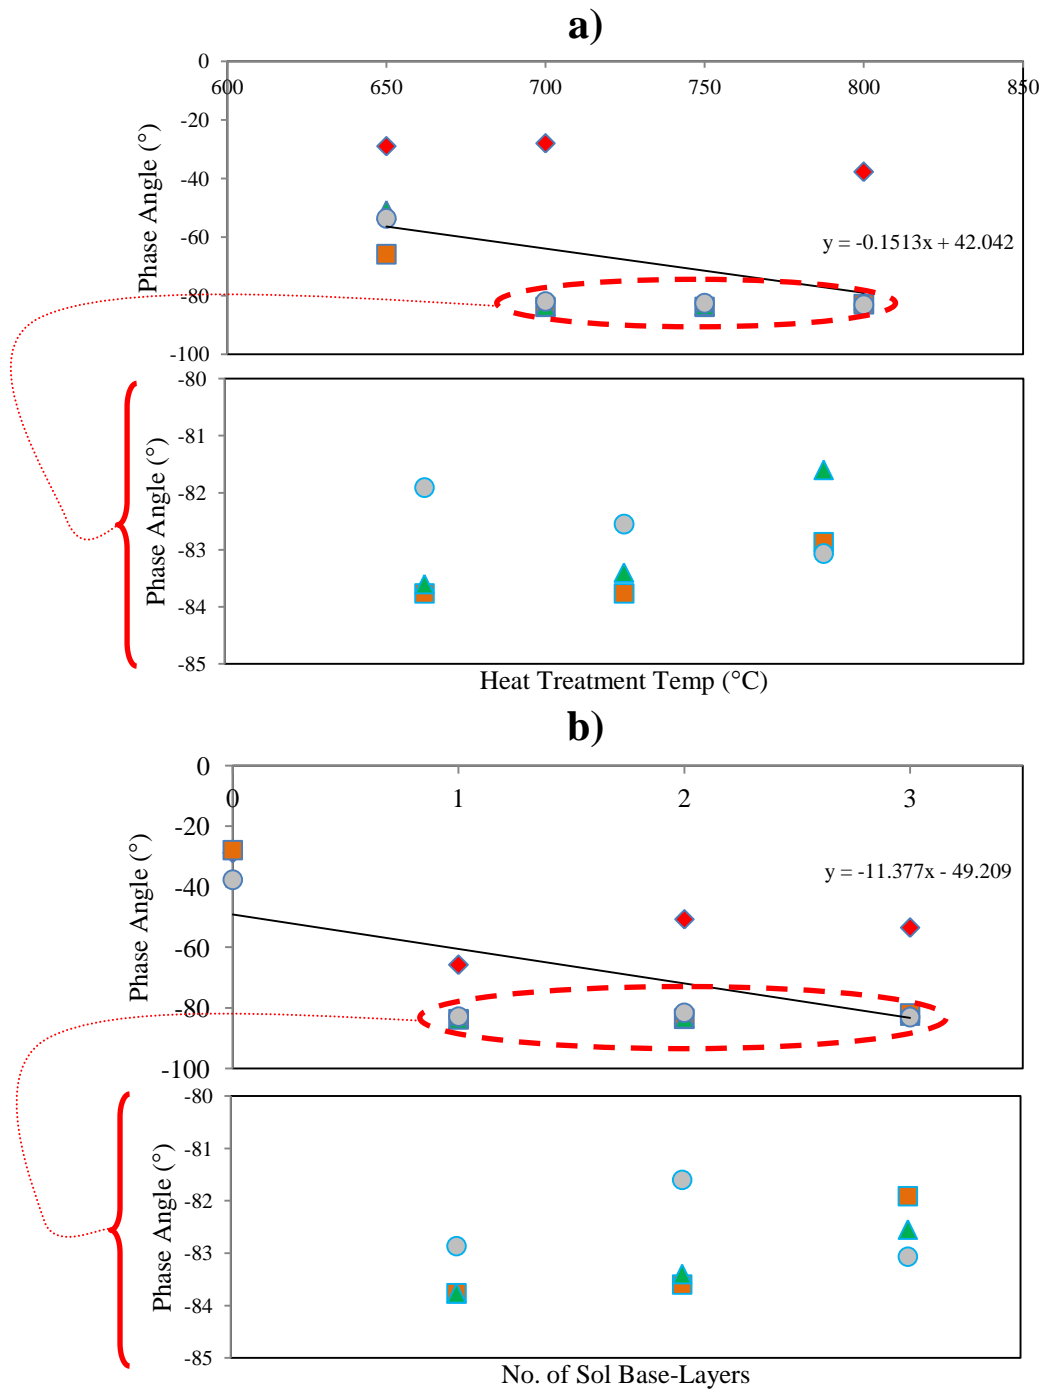 a)
0
600 650 700 750 800 850
-20
-40
-60
-80
-100
Phase Angle (°)
y = -0.1513x + 42.042
-80
-81
-82
-83
-84
-85
Phase Angle (°)
Heat Treatment Temp (°C)
b)
0
0 1 2 3
-20
-40
-60
-80
-100
Phase Angle (°)
y = -11.377x - 49.209
-80
-81
-82
-83
-84
-85
Phase Angle (°)
No. of Sol Base-Layers